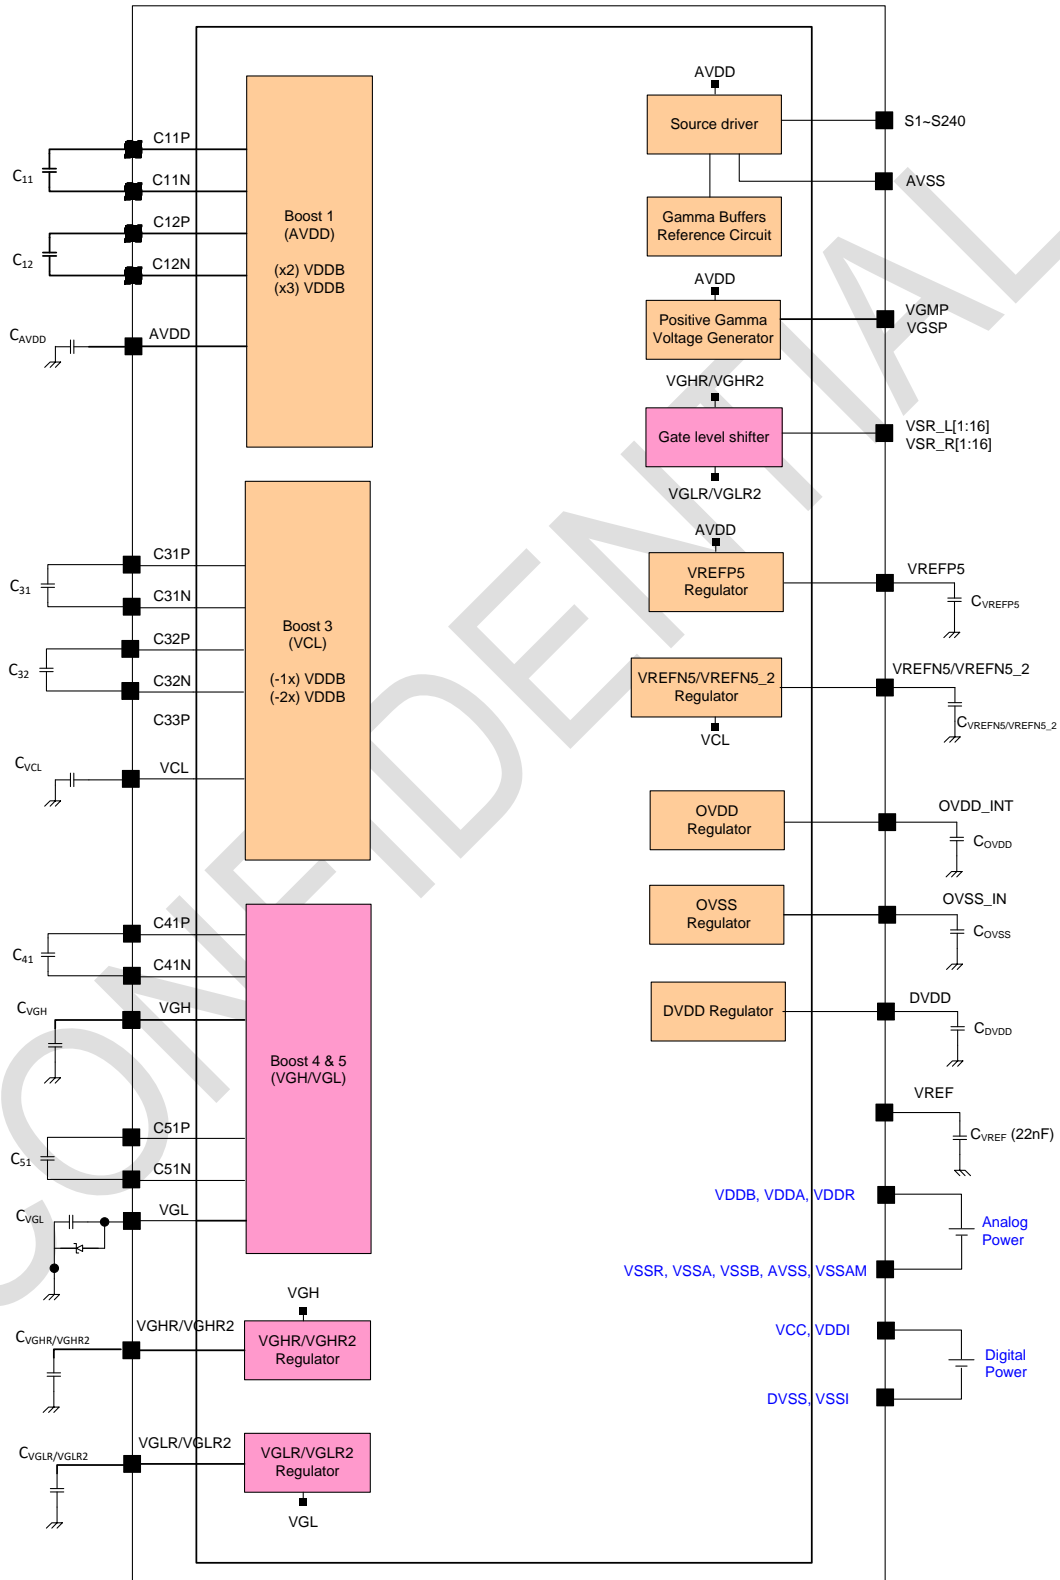 CONFIDENTIAL
C11P
C11
C11N
C12P
C12
C12N
CAVDD
AVDD
Boost 1
(AVDD)
(x2) VDDB
(x3) VDDB
C31P
C31
C31N
C32P
C32
C32N
C33P
CVCL
VCL
Boost 3
(VCL)
(-1x) VDDB
(-2x) VDDB
C41P
C41
C41N
CVGH
VGH
C51P
C51
C51N
CVGL
VGL
Boost 4 & 5
(VGH/VGL)
VGH
CVGHR/VGHR2
VGHR/VGHR2
VGHR/VGHR2
Regulator
CVGLR/VGLR2
VGLR/VGLR2
VGLR/VGLR2
Regulator
VGL
AVDD
Source driver
S1~S240
AVSS
Gamma Buffers
Reference Circuit
AVDD
Positive Gamma
Voltage Generator
VGMP
VGSP
VGHR/VGHR2
Gate level shifter
VSR_L[1:16]
VSR_R[1:16]
VGLR/VGLR2
AVDD
VREFP5
Regulator
VREFP5
CVREFP5
VREFN5/VREFN5_2
Regulator
VREFN5/VREFN5_2
CVREFN5/VREFN5_2
VCL
OVDD
Regulator
OVDD_INT
COVDD
OVSS
Regulator
OVSS_IN
COVSS
DVDD Regulator
DVDD
CDVDD
VREF
CVREF (22nF)
VDDB, VDDA, VDDR
Analog
Power
VSSR, VSSA, VSSB, AVSS, VSSAM
VCC, VDDI
Digital
Power
DVSS, VSSI